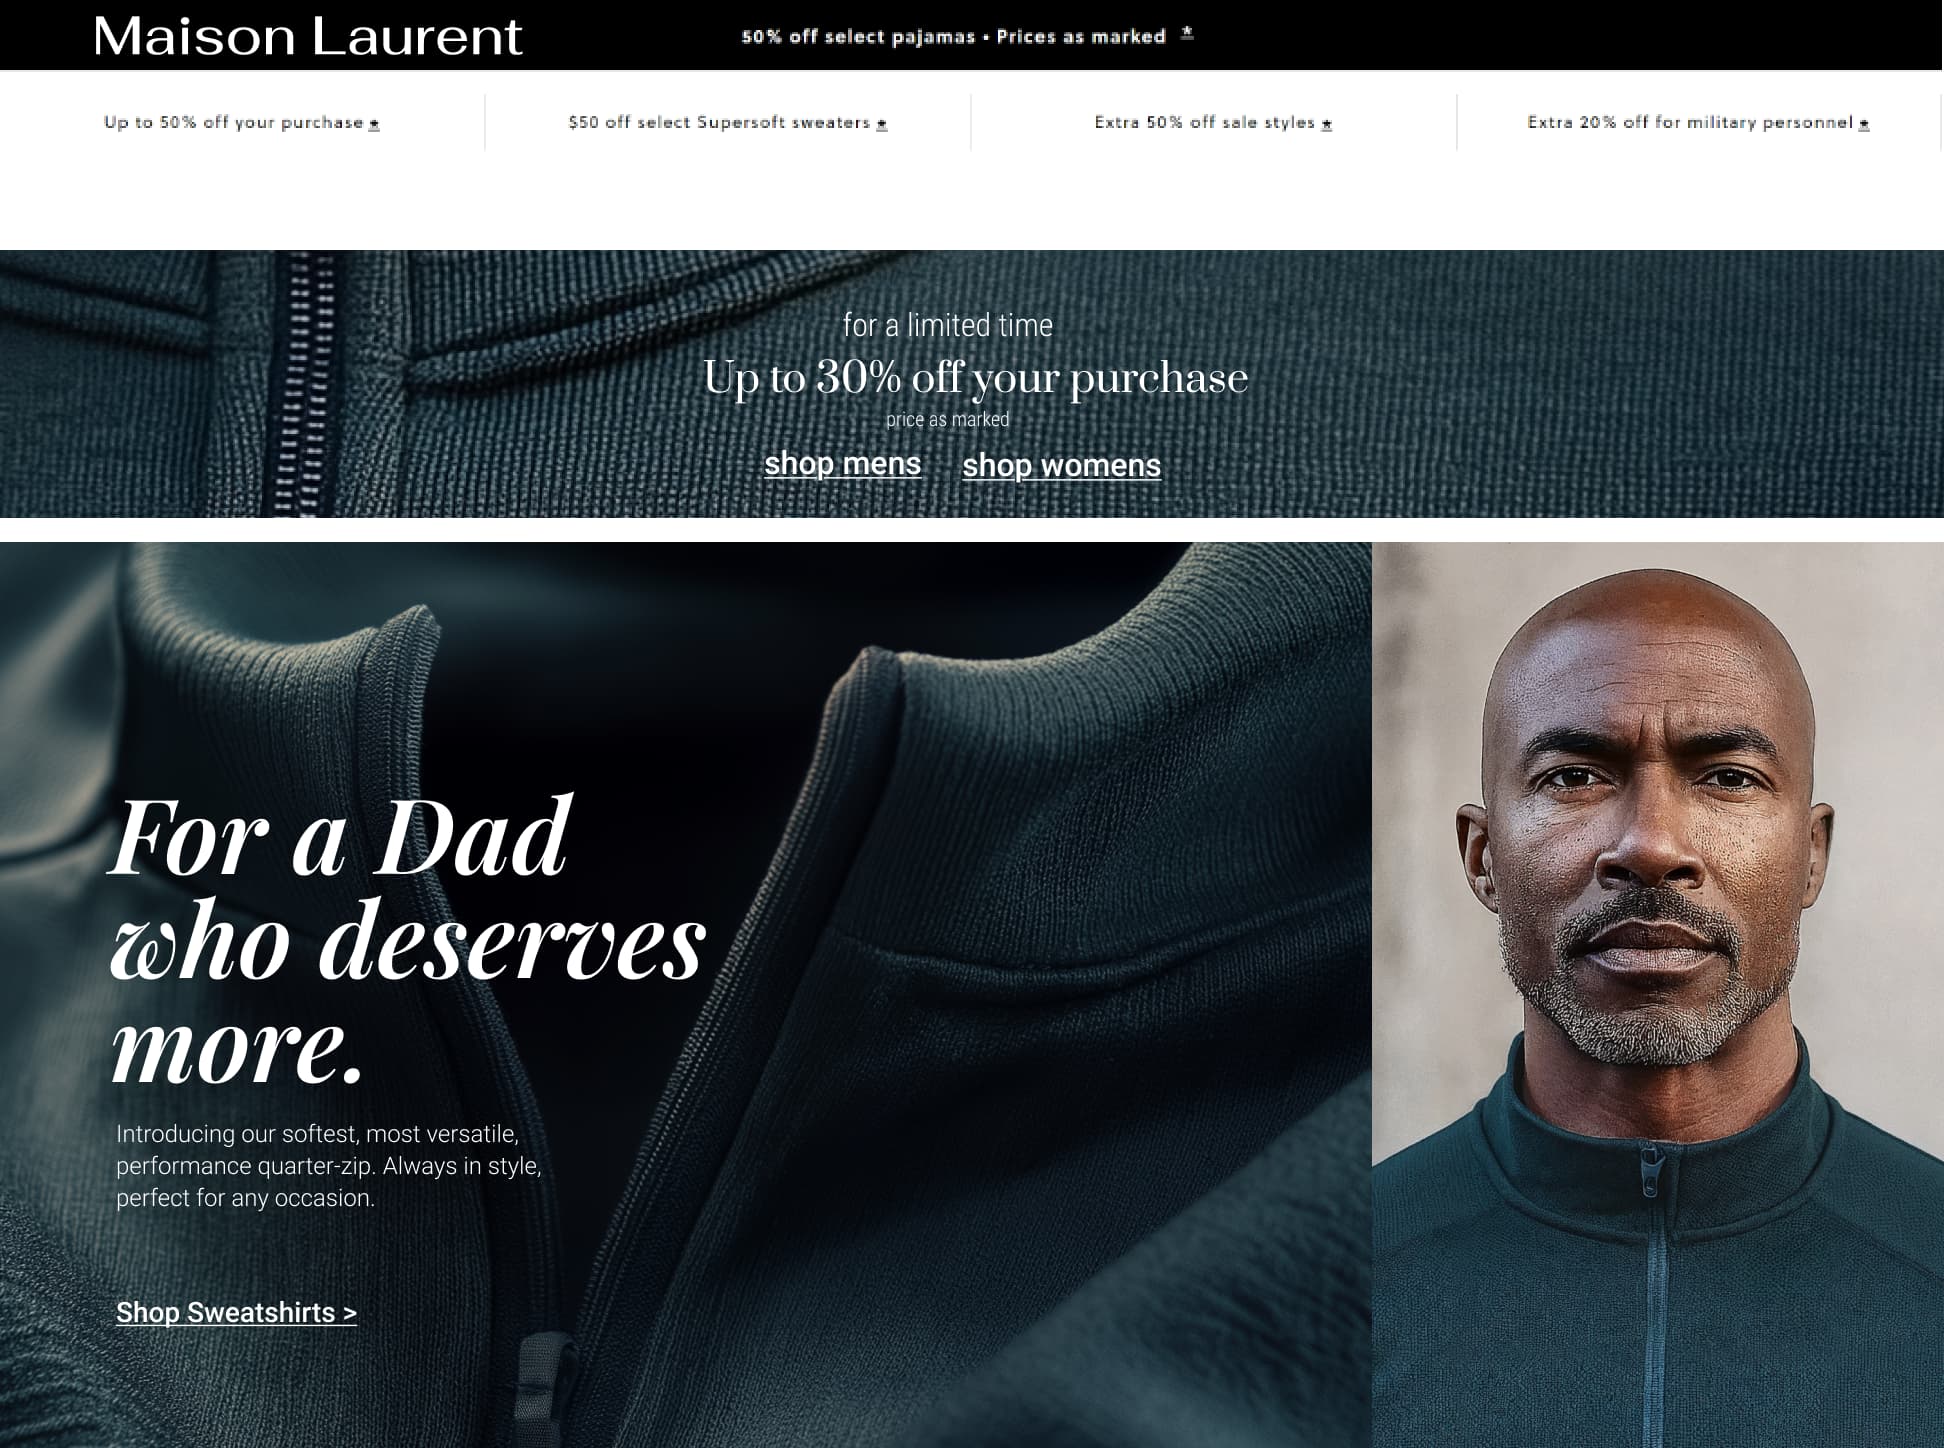 Maison Laurent
50% off select pajamas • Prices as marked *
Up to 50% off your purchase *
$50 off select Supersoft sweaters *
Extra 50% off sale styles *
Extra 20% off for military personnel *
for a limited time
Up to 30% off your purchase
price as marked
shop mens shop womens
For a Dad
who deserves
more.
Introducing our softest, most versatile,
performance quarter-zip. Always in style,
perfect for any occasion.
Shop Sweatshirts >